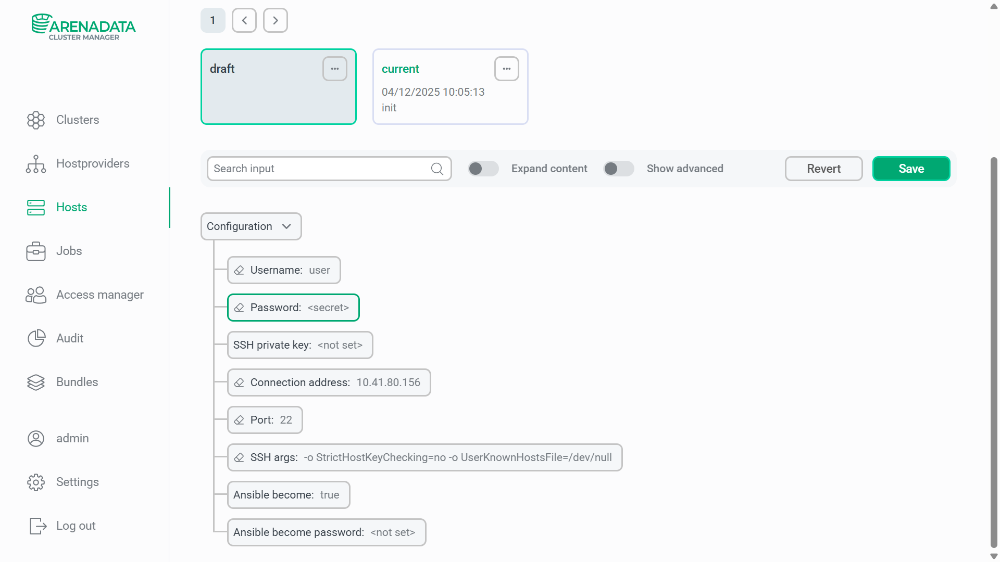 ARENADATA
CLUSTER MANAGER
Clusters
Hostproviders
Hosts
Jobs
Access manager
Audit
Bundles
admin
Settings
Log out
1
draft
current
04/12/2025 10:05:13
init
Search input
Expand content
Show advanced
Revert
Save
Configuration
Username: user
Password: <secret>
SSH private key: <not set>
Connection address: 10.41.80.156
Port: 22
SSH args: -o StrictHostKeyChecking=no -o UserKnownHostsFile=/dev/null
Ansible become: true
Ansible become password: <not set>